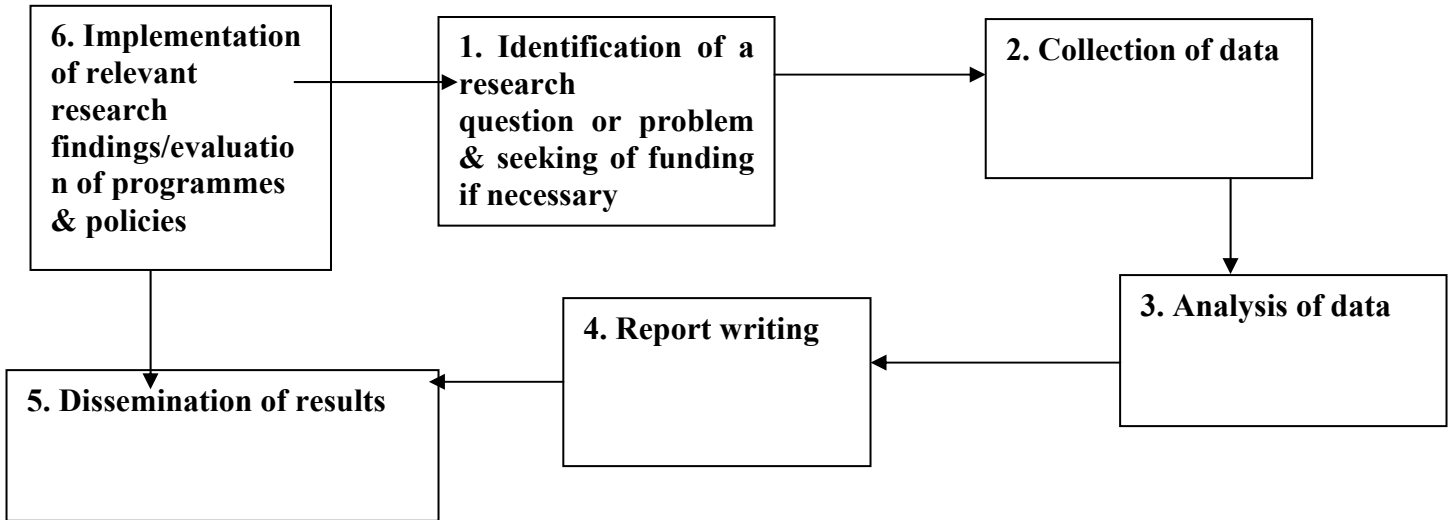 6. Implementation
of relevant
research
findings/evaluatio
n of programmes
& policies
1. Identification of a
research
question or problem
& seeking of funding
if necessary
2. Collection of data
3. Analysis of data
4. Report writing
5. Dissemination of results